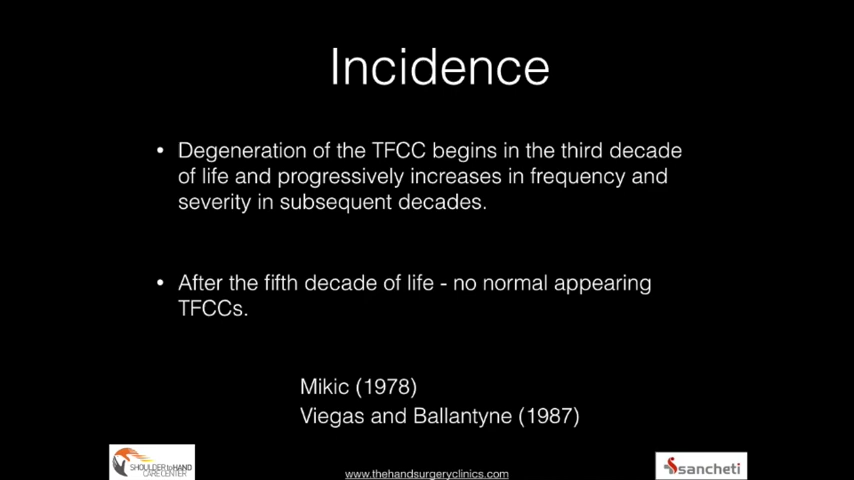 Incidence
• Degeneration of the TFCC begins in the third decade
of life and progressively increases in frequency and
severity in subsequent decades.
• After the fifth decade of life - no normal appearing
TFCCs.
Mikic (1978)
Viegas and Ballantyne (1987)
SHOULDER to HAND
CARE CENTER
www.thehandsurgeryclinics.com
sancheti